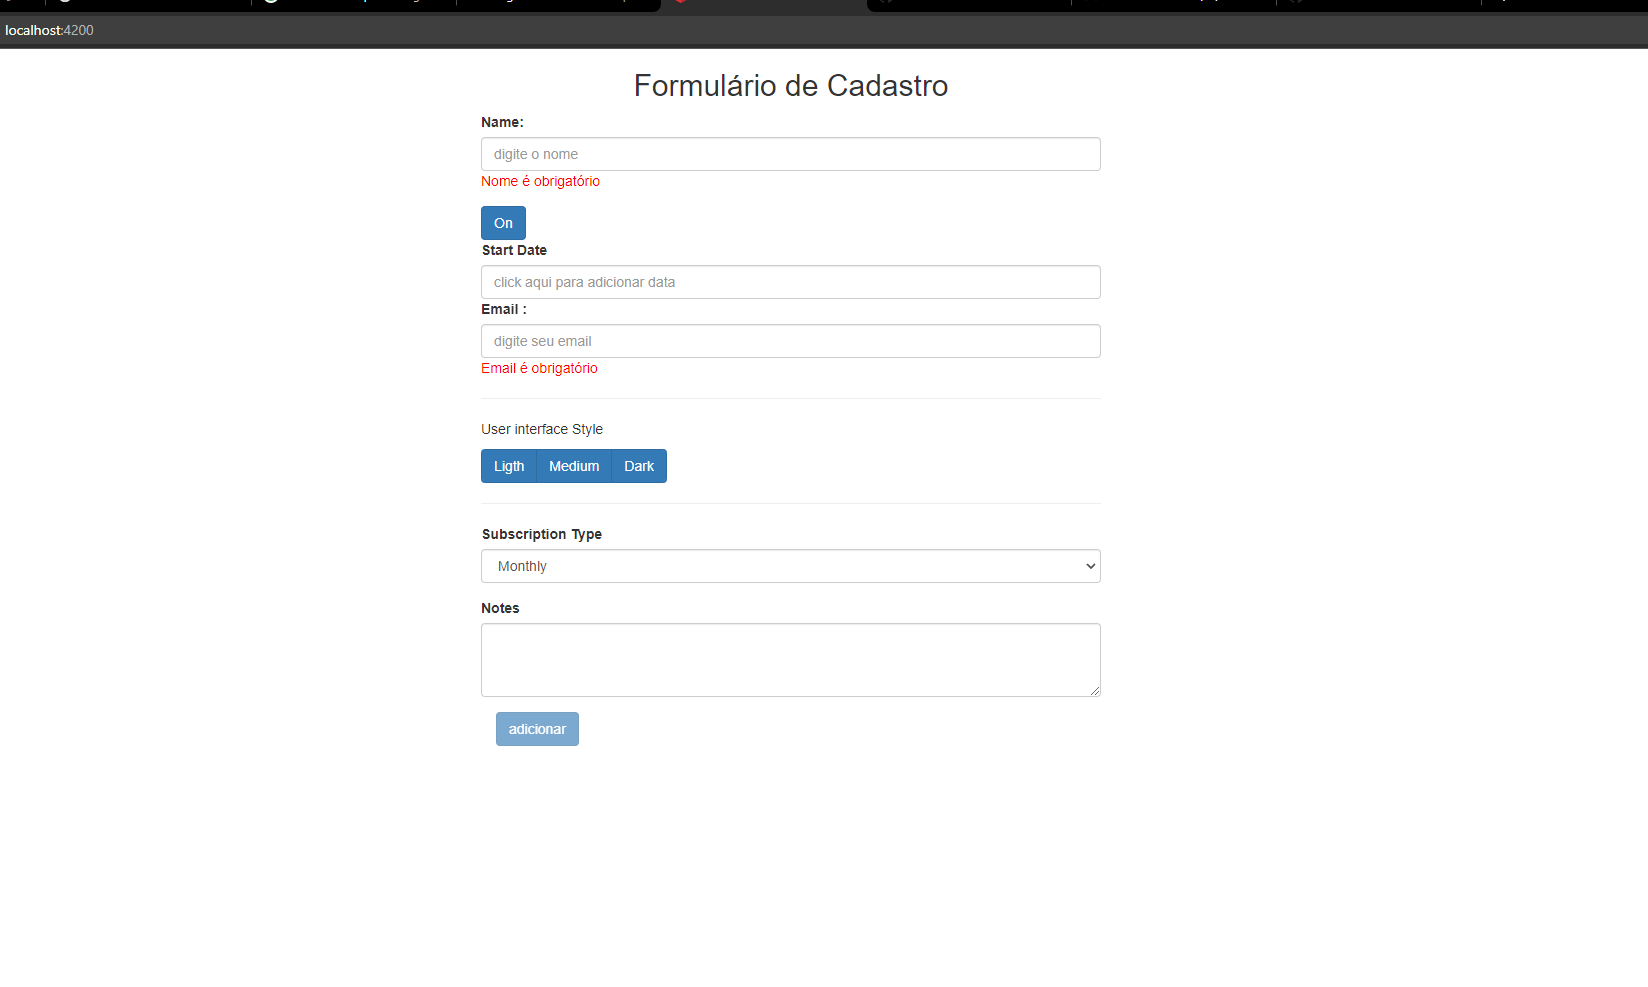 localhost:4200
Formulário de Cadastro
Name:
digite o nome
Nome é obrigatório
On
Start Date
click aqui para adicionar data
Email :
digite seu email
Email é obrigatório
User interface Style
Ligth Medium Dark
Subscription Type
Monthly
Notes
adicionar